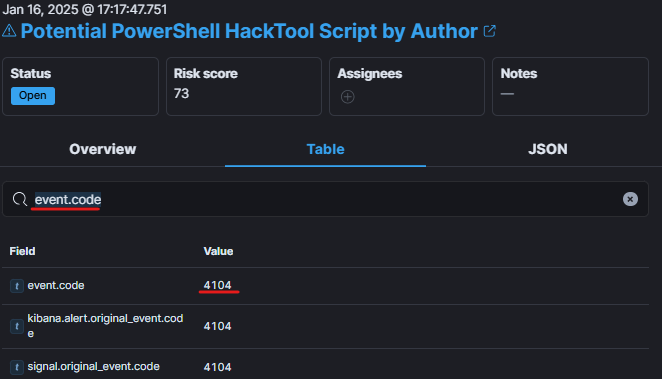 Jan 16, 2025 @ 17:17:47.751
Potential PowerShell HackTool Script by Author
Status Risk score Assignees Notes
Open 73 —
Overview Table JSON
event.code
Field Value
t event.code 4104
t kibana.alert.original_event.cod
e 4104
t signal.original_event.code 4104